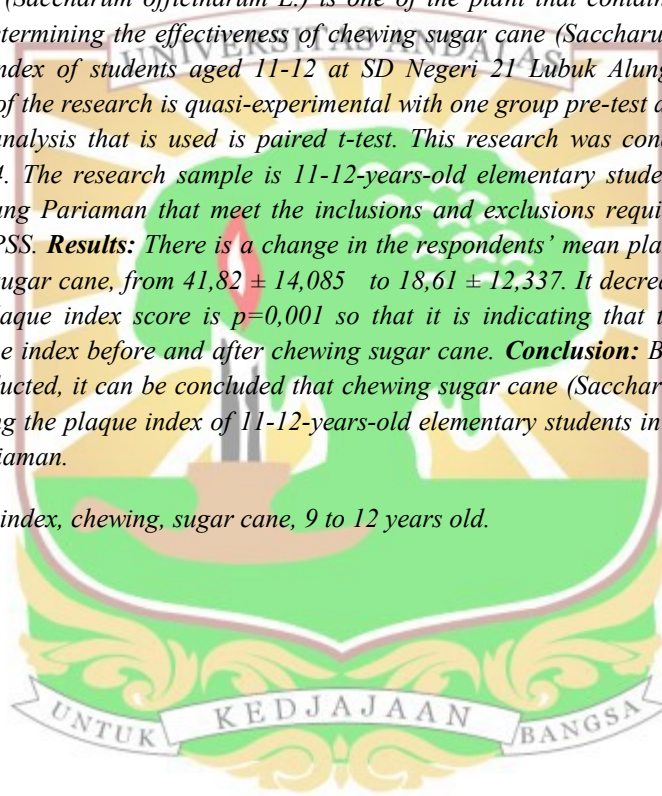 (Saccharum officinarum L.) is one of the plant that contain
termining the effectiveness of chewing sugar cane (Saccharu
UNIVERSITAS ANDALAS
ndex of students aged 11-12 at SD Negeri 21 Lubuk Alung
of the research is quasi-experimental with one group pre-test a
nalysis that is used is paired t-test. This research was cond
4. The research sample is 11-12-years-old elementary stude
ng Pariaman that meet the inclusions and exclusions requi
PSS. Results: There is a change in the respondents’ mean pla
ugar cane, from 41,82 ± 14,085 to 18,61 ± 12,337. It decrea
laque index score is p=0,001 so that it is indicating that t
e index before and after chewing sugar cane. Conclusion: B
ducted, it can be concluded that chewing sugar cane (Sacchar
ng the plaque index of 11-12-years-old elementary students in
iaman.
index, chewing, sugar cane, 9 to 12 years old.
UNTUK KEDJAJAAN BANGSA